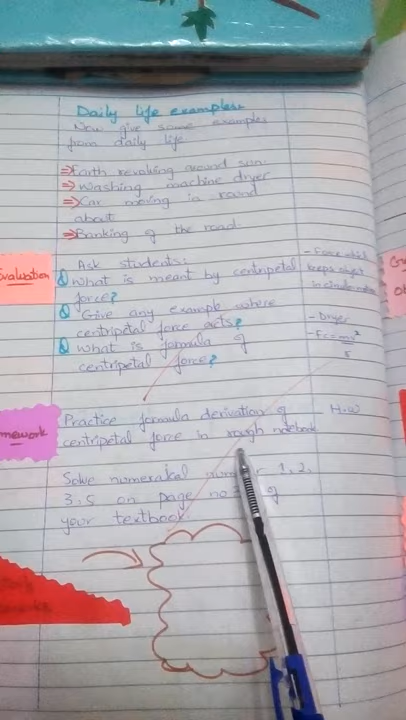 Daily life examples
Now give some examples
from daily life
⇒ Earth revolving around sun.
⇒ Washing machine dryer
⇒ Car moving in round
about
⇒ Banking of the road.
Evaluation
Ask students:
Q What is meant by centripetal
force?
- Force which
keeps object
in circular
Q Give any example where
centripetal force acts?
- Dryer
Q What is formula of
centripetal force?
- Fc = mv²
mework
Practice formula derivation of
centripetal force in rough notebook
H.W
Solve numerakel 1, 2,
3.5 on page no of
your textbook.